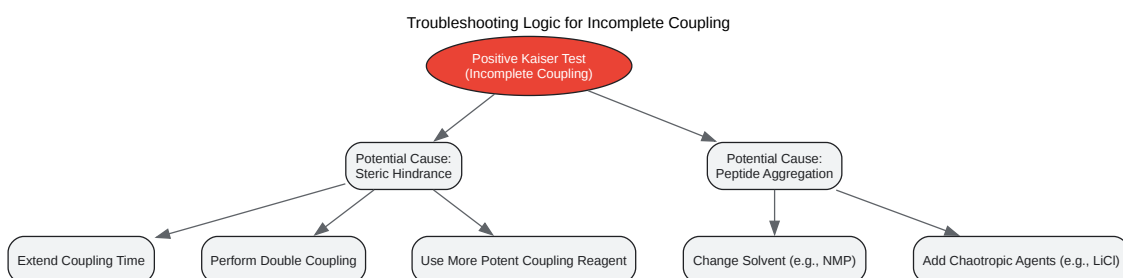 Troubleshooting Logic for Incomplete Coupling
Positive Kaiser Test
(Incomplete Coupling)
Potential Cause:
Steric Hindrance
Potential Cause:
Peptide Aggregation
Extend Coupling Time
Perform Double Coupling
Use More Potent Coupling Reagent
Change Solvent (e.g., NMP)
Add Chaotropic Agents (e.g., LiCl)